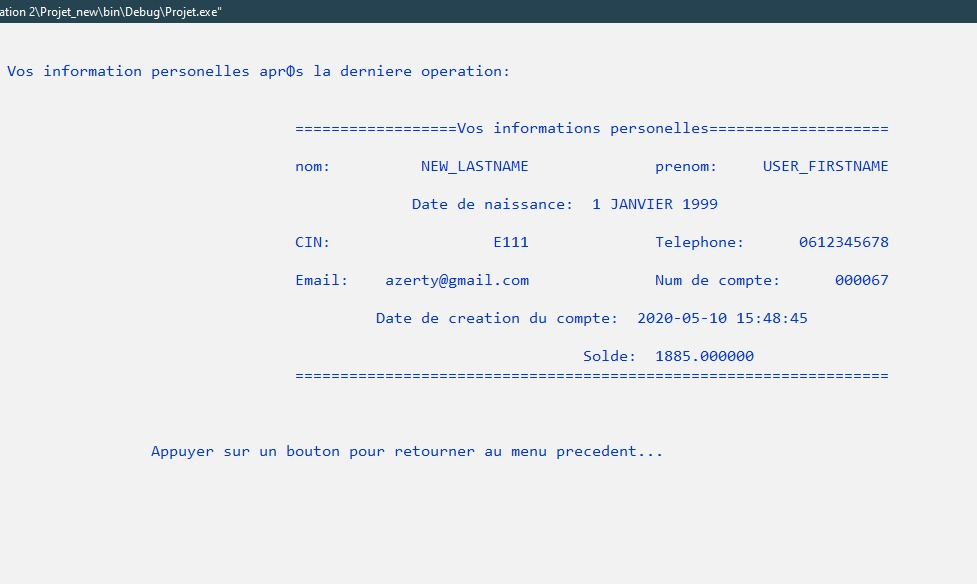 ation 2\Projet_new\bin\Debug\Projet.exe"
Vos information personelles aprΦs la derniere operation:
==================Vos informations personelles====================
nom: NEW_LASTNAME prenom: USER_FIRSTNAME
Date de naissance: 1 JANVIER 1999
CIN: E111 Telephone: 0612345678
Email: azerty@gmail.com Num de compte: 000067
Date de creation du compte: 2020-05-10 15:48:45
Solde: 1885.000000
==================================================================
Appuyer sur un bouton pour retourner au menu precedent...